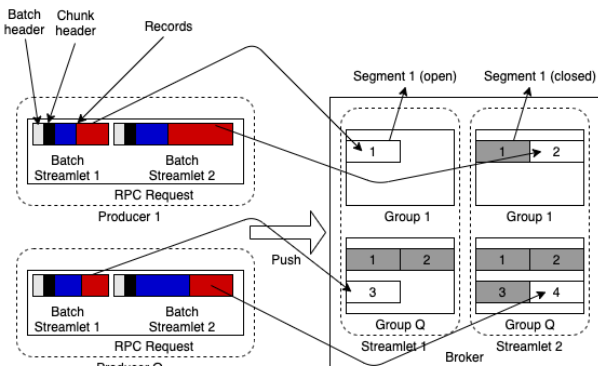 Batch header
Chunk header
Records
Batch Streamlet 1
Batch Streamlet 2
RPC Request
Producer 1
Batch Streamlet 1
Batch Streamlet 2
RPC Request
Push
Segment 1 (open)
Segment 1 (closed)
1
1 2
Group 1
Group 1
1 2
1 2
3
3 4
Group Q
Group Q
Streamlet 1
Streamlet 2
Broker